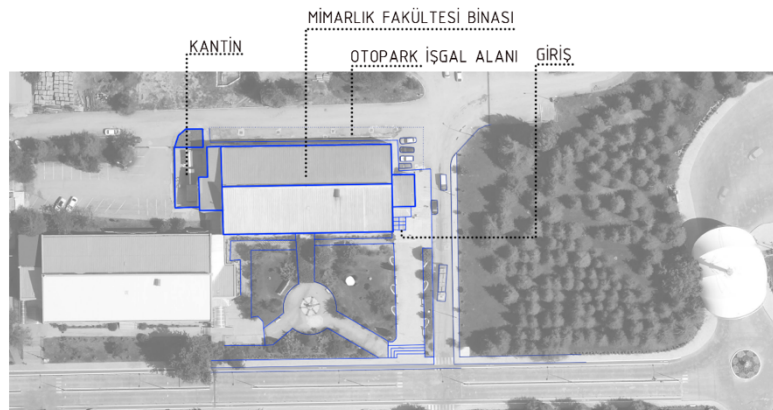 MİMARLIK FAKÜLTESİ BİNASI
KANTİN
OTOPARK İŞGAL ALANI
GİRİŞ